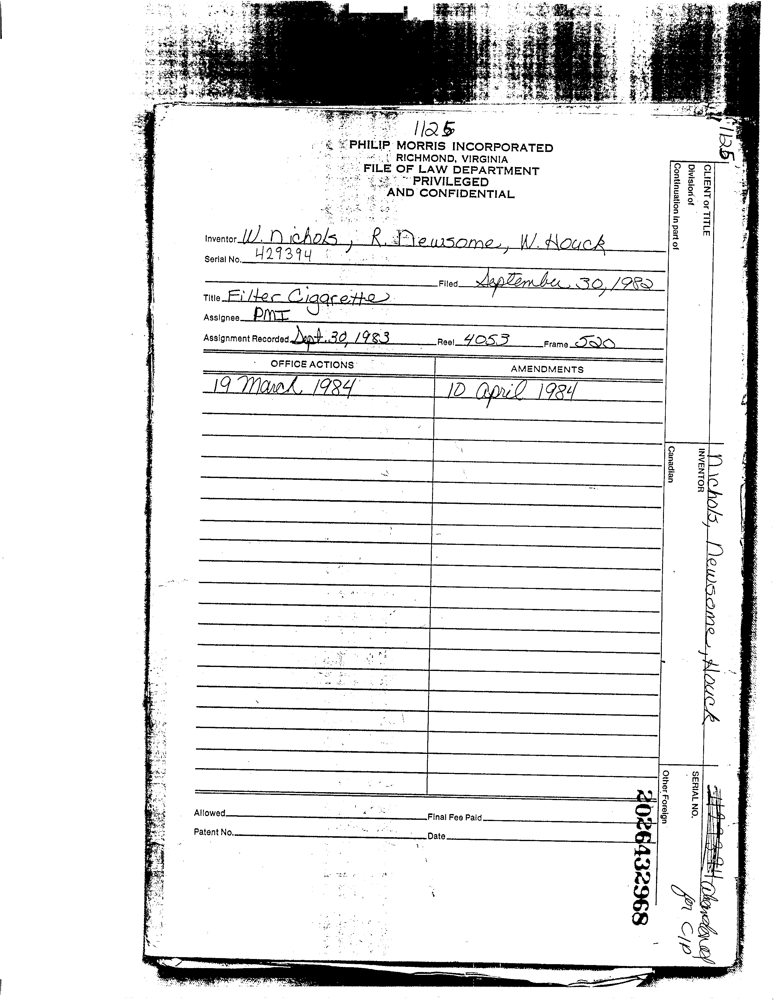 1125
PHILIP MORRIS INCORPORATED
RICHMOND, VIRGINIA
FILE OF LAW DEPARTMENT
PRIVILEGED
AND CONFIDENTIAL
Inventor W. Nichols, R. Newsome, W. Houck
Serial No. 429394
Filed September 30, 1982
Title Filter Cigarette
Assignee PMI
Assignment Recorded Sept. 30, 1983 Reel 4053 Frame 520
OFFICE ACTIONS AMENDMENTS
19 March 1984 10 April 1984
Allowed Final Fee Paid
Patent No. Date
1125
CLIENT or TITLE
Division of
Continuation in part of
INVENTOR Nichols, Newsome, Houck
Canadian
SERIAL NO. 429394 abandoned
for CIP
Other Foreign
2026432968